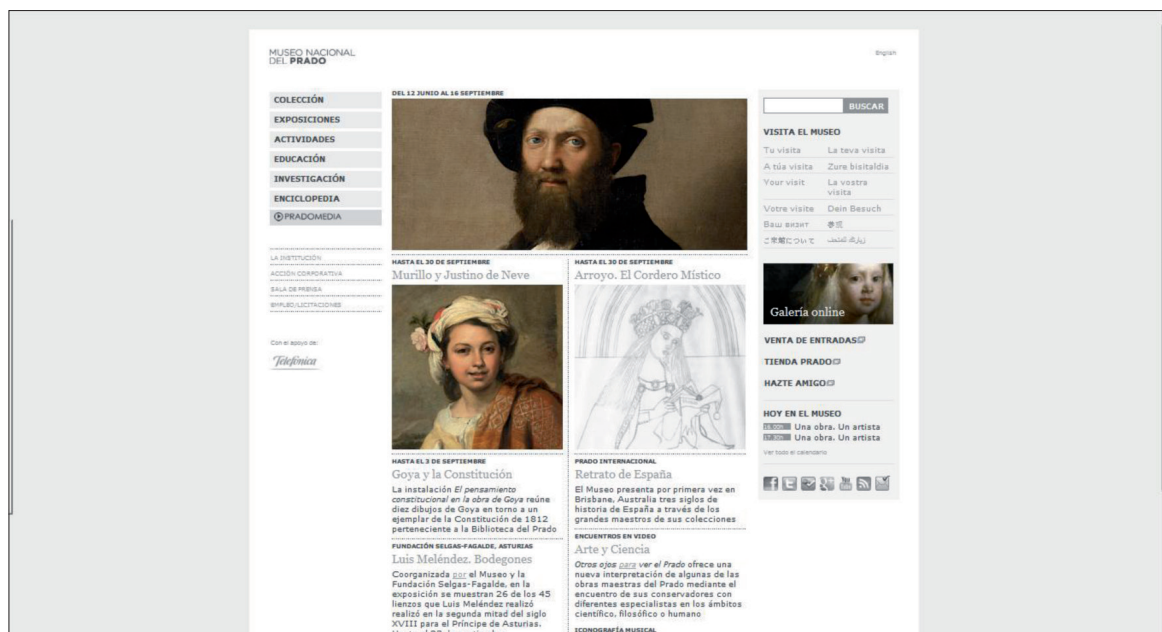 MUSEO NACIONAL
DEL PRADO
English
COLECCIÓN
EXPOSICIONES
ACTIVIDADES
EDUCACIÓN
INVESTIGACIÓN
ENCICLOPEDIA
PRADOMEDIA
LA INSTITUCIÓN
ACCIÓN CORPORATIVA
SALA DE PRENSA
EMPLEO/LICITACIONES
Con el apoyo de:
Telefónica
DEL 12 JUNIO AL 16 SEPTIEMBRE
HASTA EL 30 DE SEPTIEMBRE
Murillo y Justino de Neve
HASTA EL 3 DE SEPTIEMBRE
Goya y la Constitución
La instalación El pensamiento
constitucional en la obra de Goya reúne
diez dibujos de Goya en torno a un
ejemplar de la Constitución de 1812
perteneciente a la Biblioteca del Prado
FUNDACIÓN SELGAS-FAGALDE, ASTURIAS
Luis Meléndez. Bodegones
Coorganizada por el Museo y la
Fundación Selgas-Fagalde, en la
exposición se muestran 26 de los 45
lienzos que Luis Meléndez realizó
realizó en la segunda mitad del siglo
XVIII para el Príncipe de Asturias.
HASTA EL 30 DE SEPTIEMBRE
Arroyo. El Cordero Místico
PRADO INTERNACIONAL
Retrato de España
El Museo presenta por primera vez en
Brisbane, Australia tres siglos de
historia de España a través de los
grandes maestros de sus colecciones
ENCUENTROS EN VIDEO
Arte y Ciencia
Otros ojos para ver el Prado ofrece una
nueva interpretación de algunas de las
obras maestras del Prado mediante el
encuentro de sus conservadores con
diferentes especialistas en los ámbitos
científico, filosófico o humano
ICONOGRAFÍA MUSICAL
BUSCAR
VISITA EL MUSEO
Tu visita La teva visita
A túa visita Zure bisitaldia
Your visit La vostra
visita
Votre visite Dein Besuch
Ваш визит
ご来館について
Galería online
VENTA DE ENTRADAS
TIENDA PRADO
HAZTE AMIGO
HOY EN EL MUSEO
Una obra. Un artista
Una obra. Un artista
Ver todo el calendario